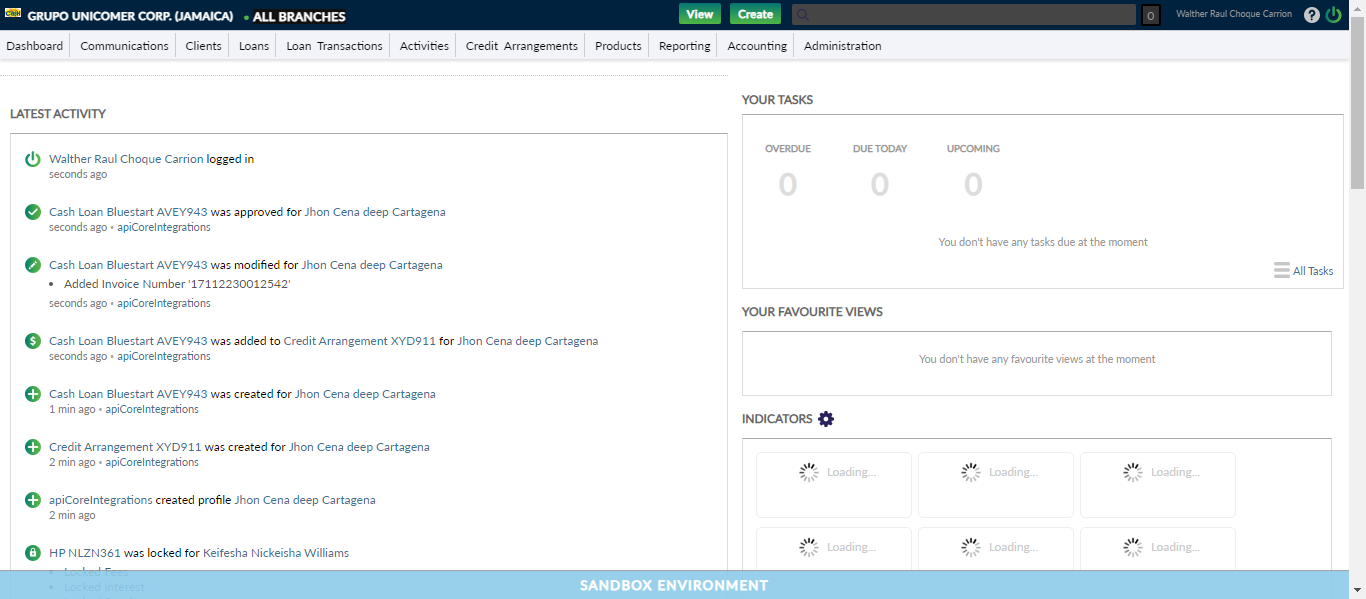 CASH
GRUPO UNICOMER CORP. (JAMAICA) • ALL BRANCHES
View Create 0 Walther Raul Choque Carrion ?
Dashboard Communications Clients Loans Loan Transactions Activities Credit Arrangements Products Reporting Accounting Administration
LATEST ACTIVITY
Walther Raul Choque Carrion logged in
seconds ago
Cash Loan Bluestart AVEY943 was approved for Jhon Cena deep Cartagena
seconds ago • apiCoreIntegrations
Cash Loan Bluestart AVEY943 was modified for Jhon Cena deep Cartagena
• Added Invoice Number '17112230012542'
seconds ago • apiCoreIntegrations
Cash Loan Bluestart AVEY943 was added to Credit Arrangement XYD911 for Jhon Cena deep Cartagena
seconds ago • apiCoreIntegrations
Cash Loan Bluestart AVEY943 was created for Jhon Cena deep Cartagena
1 min ago • apiCoreIntegrations
Credit Arrangement XYD911 was created for Jhon Cena deep Cartagena
2 min ago • apiCoreIntegrations
apiCoreIntegrations created profile Jhon Cena deep Cartagena
2 min ago
HP NLZN361 was locked for Keifesha Nickeisha Williams
• Locked Fees
• Locked Interest
YOUR TASKS
OVERDUE DUE TODAY UPCOMING
0 0 0
You don't have any tasks due at the moment
All Tasks
YOUR FAVOURITE VIEWS
You don't have any favourite views at the moment
INDICATORS
Loading... Loading... Loading...
Loading... Loading... Loading...
SANDBOX ENVIRONMENT